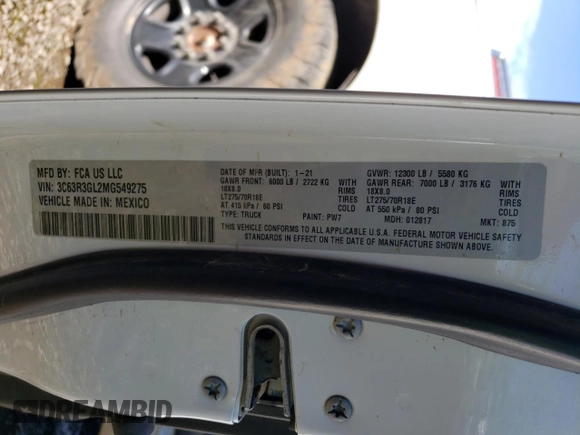 MFD BY: FCA US LLC
VIN: 3C63R3GL2MG549275
VEHICLE MADE IN: MEXICO
DATE OF MFR (BUILT): 1-21 GVWR: 12300 LB / 5580 KG
GAWR FRONT: 6000 LB / 2722 KG WITH GAWR REAR: 7000 LB / 3176 KG WITH
18X8.0 RIMS 18X8.0 RIMS
LT275/70R18E TIRES LT275/70R18E TIRES
AT 415 kPa / 60 PSI COLD AT 550 kPa / 80 PSI COLD
TYPE: TRUCK PAINT: PW7 MDH: 012817 MKT: 875
THIS VEHICLE CONFORMS TO ALL APPLICABLE U.S.A. FEDERAL MOTOR VEHICLE SAFETY
STANDARDS IN EFFECT ON THE DATE OF MANUFACTURE SHOWN ABOVE.
DREAMBID